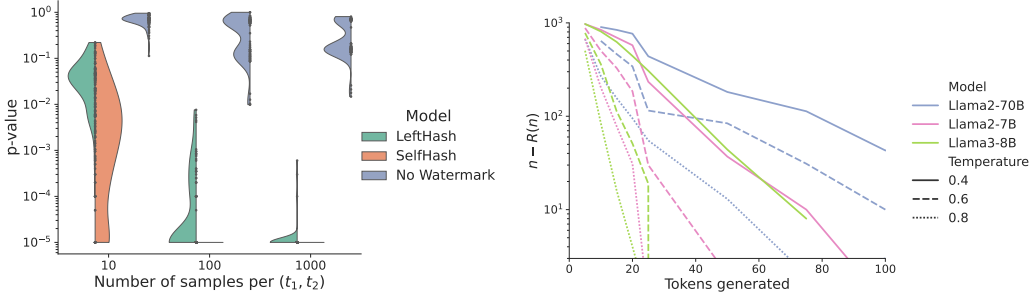 10⁰
10⁻¹
10⁻²
10⁻³
10⁻⁴
10⁻⁵
p-value
10
100
1000
Number of samples per (t₁, t₂)
Model
LeftHash
SelfHash
No Watermark
10³
10²
10¹
n − R(n)
0
20
40
60
80
100
Tokens generated
Model
Llama2-70B
Llama2-7B
Llama3-8B
Temperature
0.4
0.6
0.8